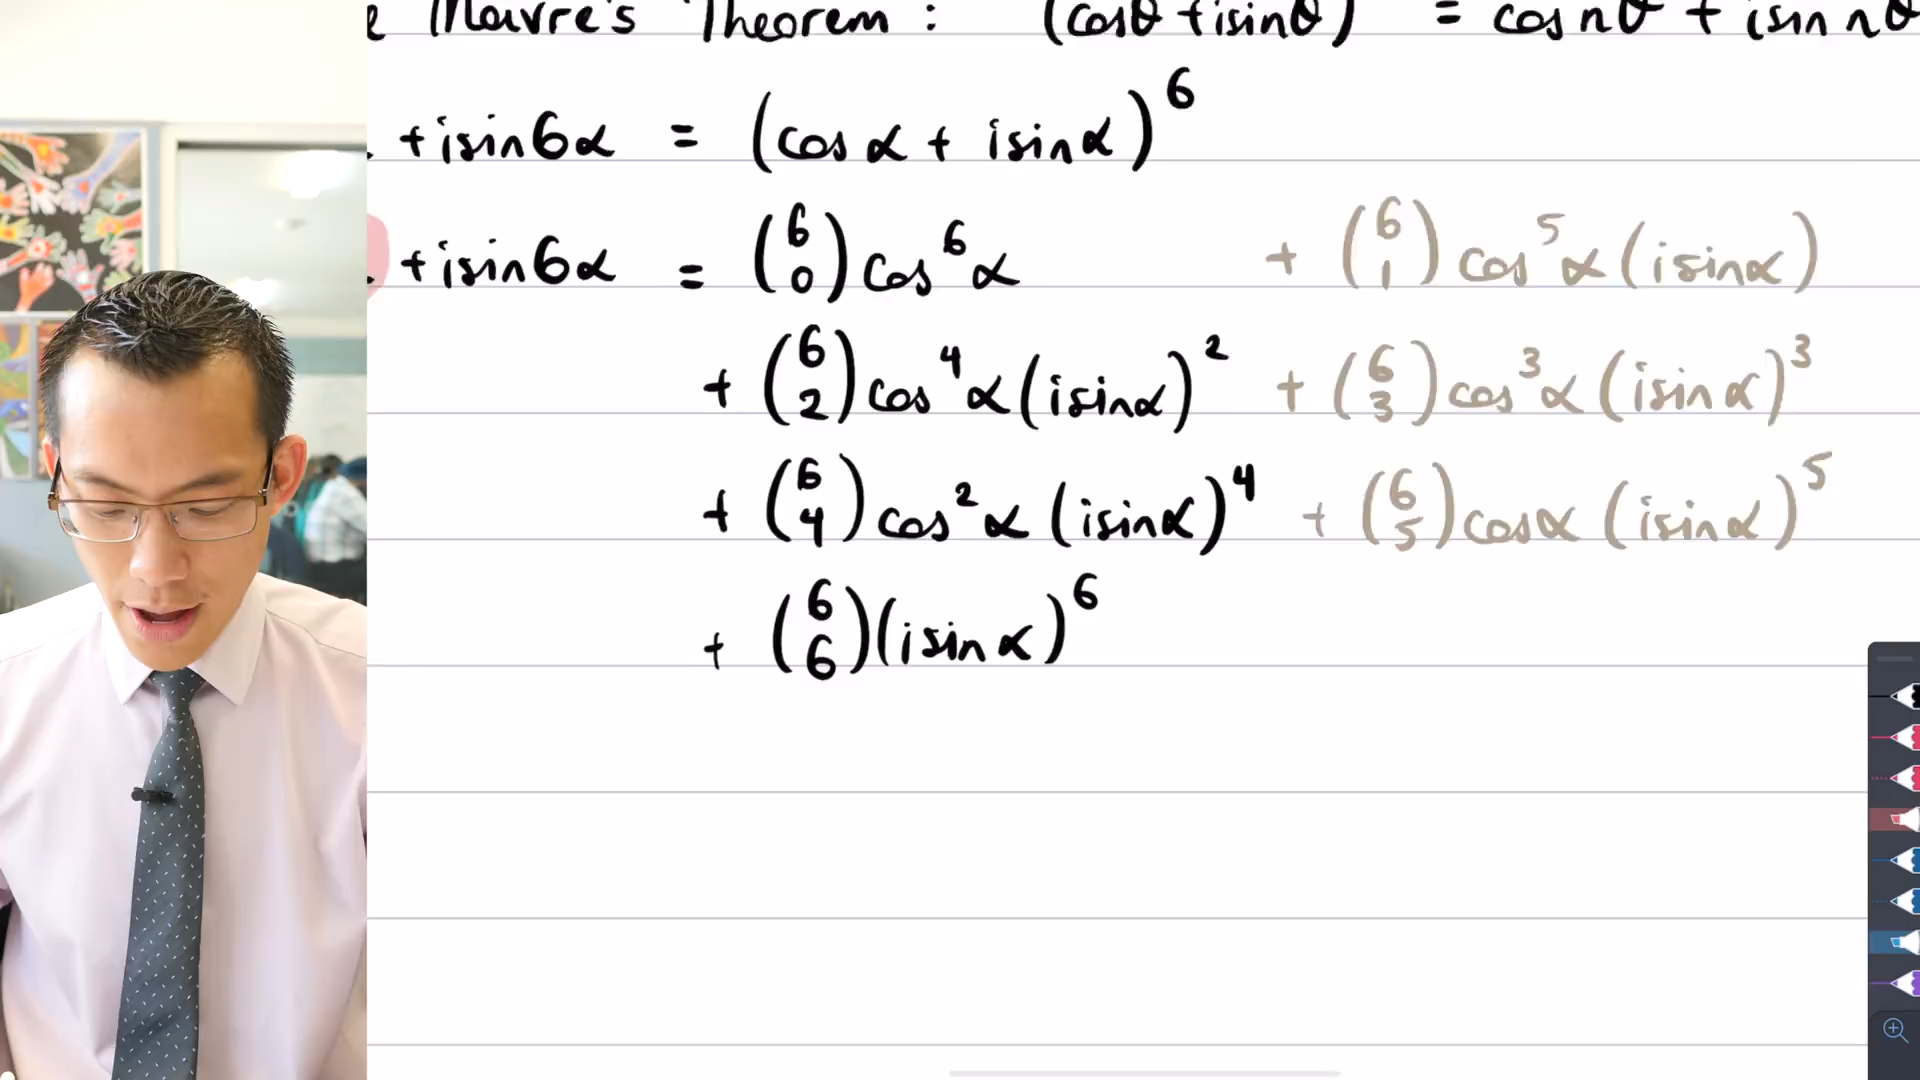 Moivre's Theorem : (cosθ + isinθ) = cos nθ + isin nθ
+ isin6α = (cos α + isinα)^6
+ isin6α = (6 0) cos^6 α + (6 1) cos^5 α (isinα)
+ (6 2) cos^4 α (isinα)^2 + (6 3) cos^3 α (isinα)^3
+ (6 4) cos^2 α (isinα)^4 + (6 5) cosα (isinα)^5
+ (6 6) (isinα)^6